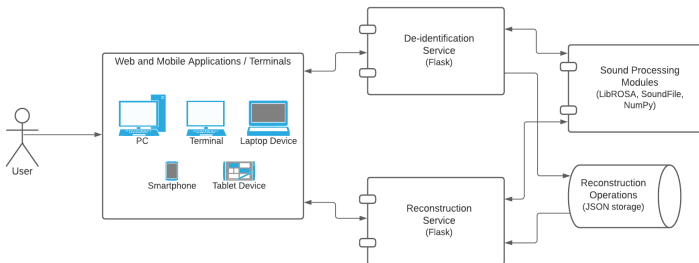 De-identification
Service
(Flask)
Web and Mobile Applications / Terminals
Sound Processing
Modules
(LibROSA, SoundFile,
NumPy)
PC
Terminal
Laptop Device
User
Smartphone
Tablet Device
Reconstruction
Operations
(JSON storage)
Reconstruction
Service
(Flask)